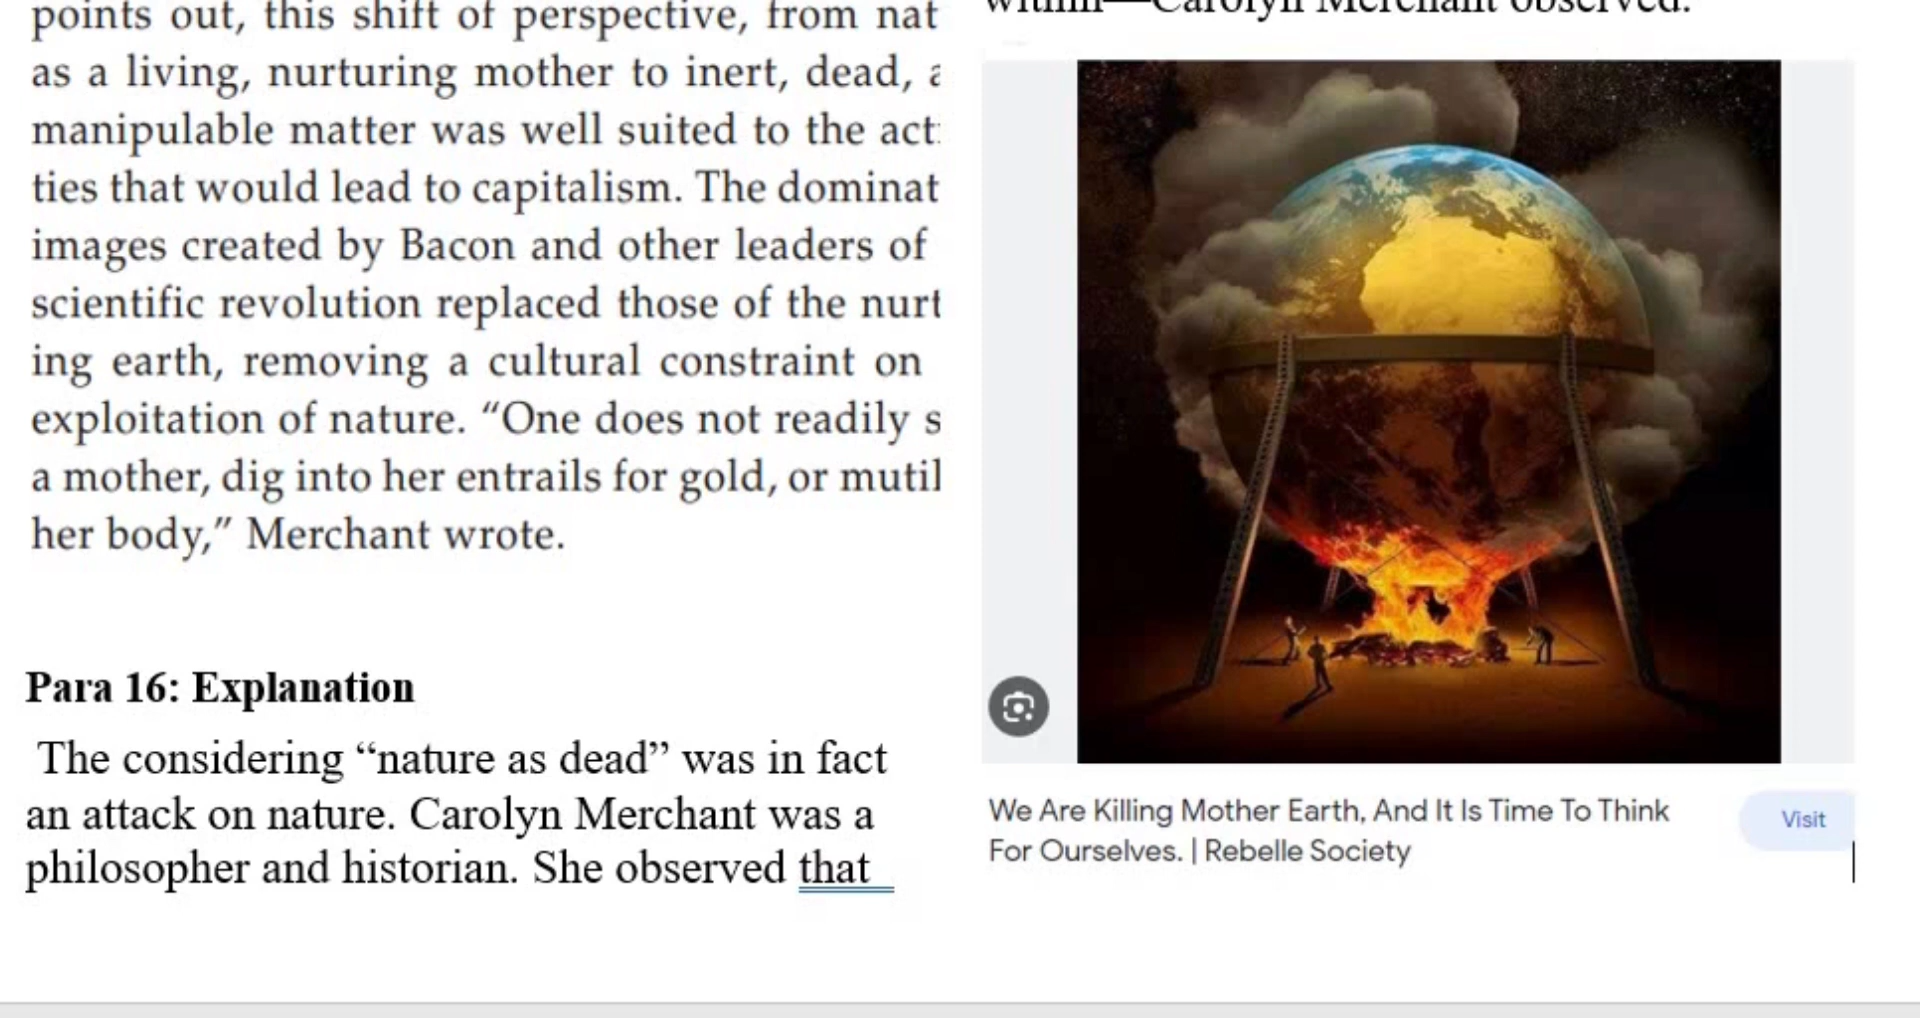 points out, this shift of perspective, from nat
as a living, nurturing mother to inert, dead, a
manipulable matter was well suited to the acti
ties that would lead to capitalism. The dominat
images created by Bacon and other leaders of
scientific revolution replaced those of the nurt
ing earth, removing a cultural constraint on
exploitation of nature. “One does not readily s
a mother, dig into her entrails for gold, or mutil
her body,” Merchant wrote.
Para 16: Explanation
The considering “nature as dead” was in fact
an attack on nature. Carolyn Merchant was a
philosopher and historian. She observed that
within—Carolyn Merchant observed.
We Are Killing Mother Earth, And It Is Time To Think
For Ourselves. | Rebelle Society
Visit